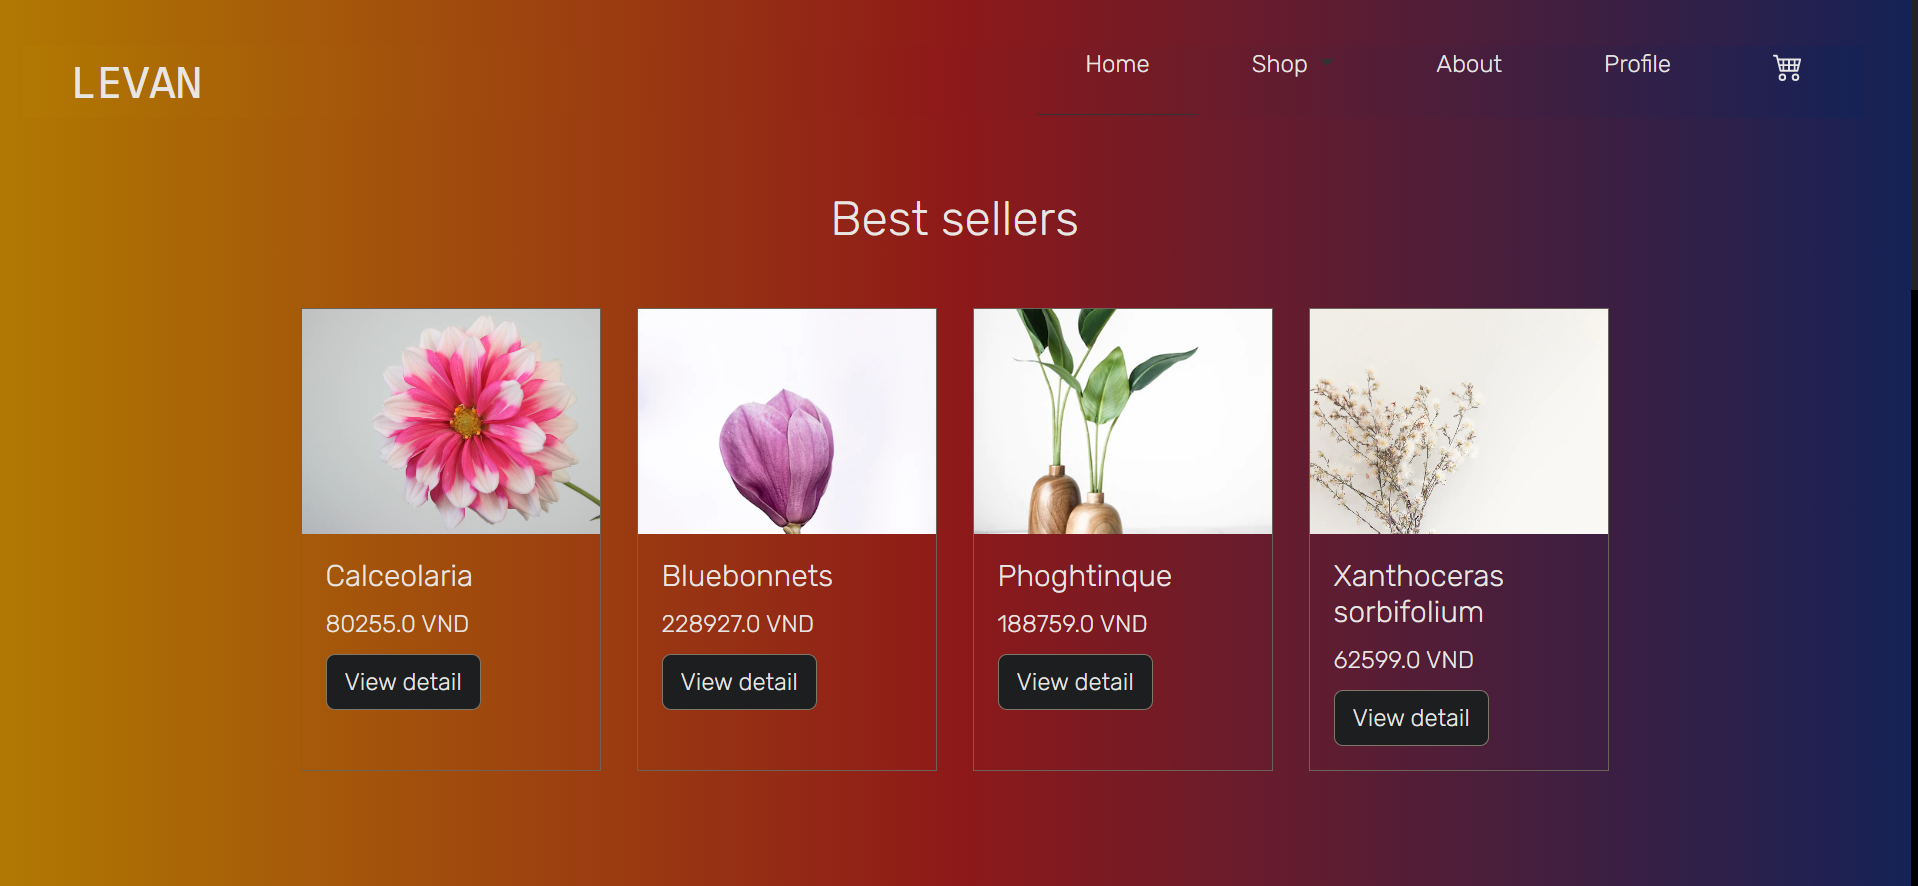 LEVAN
Home
Shop
About
Profile
Best sellers
Calceolaria
80255.0 VND
View detail
Bluebonnets
228927.0 VND
View detail
Phoghtinque
188759.0 VND
View detail
Xanthoceras
sorbifolium
62599.0 VND
View detail